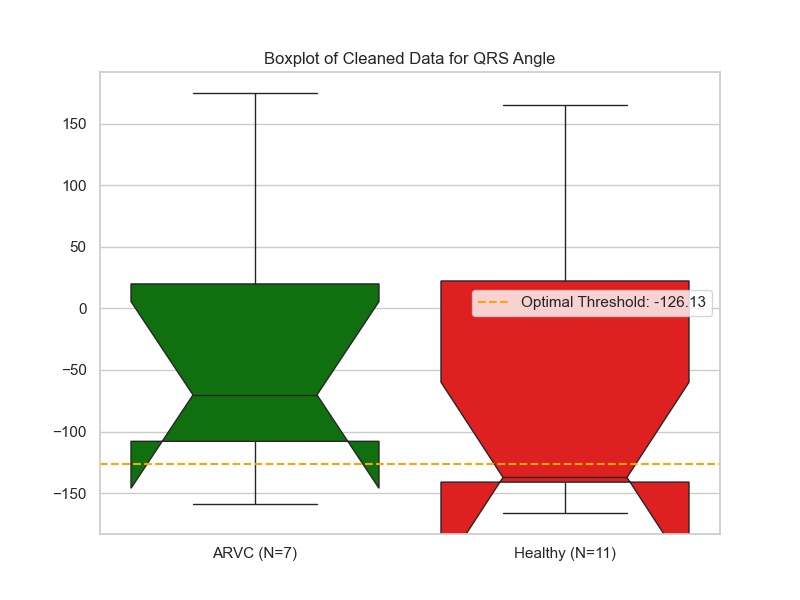 Boxplot of Cleaned Data for QRS Angle
150
100
50
0
−50
−100
−150
Optimal Threshold: -126.13
ARVC (N=7)
Healthy (N=11)